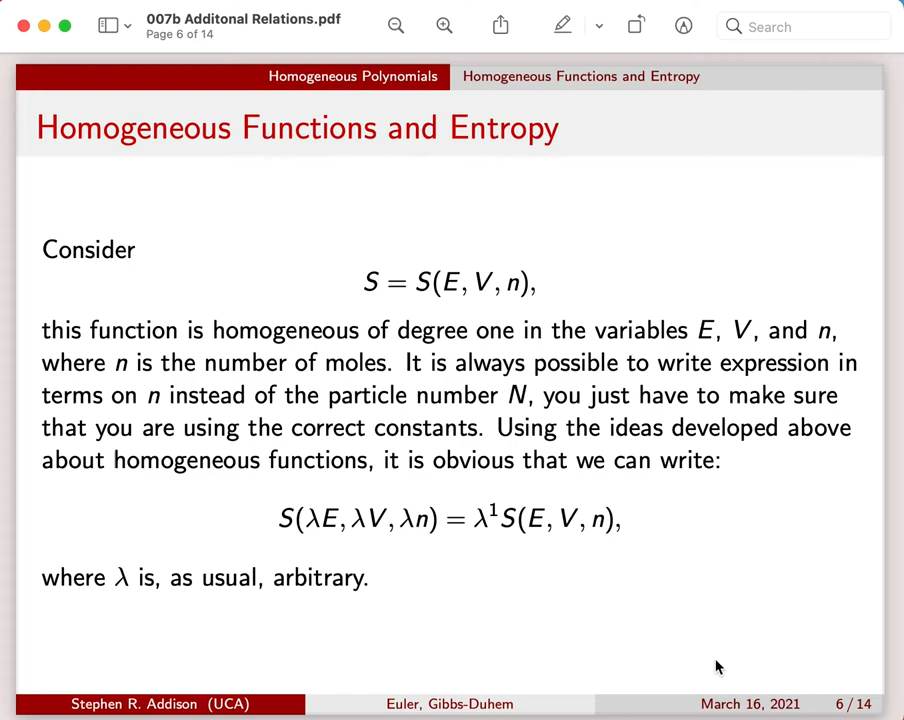 007b Additonal Relations.pdf
Page 6 of 14
Search
Homogeneous Polynomials
Homogeneous Functions and Entropy
Homogeneous Functions and Entropy
Consider
S = S(E, V, n),
this function is homogeneous of degree one in the variables E, V, and n,
where n is the number of moles. It is always possible to write expression in
terms on n instead of the particle number N, you just have to make sure
that you are using the correct constants. Using the ideas developed above
about homogeneous functions, it is obvious that we can write:
S(λE, λV, λn) = λ¹S(E, V, n),
where λ is, as usual, arbitrary.
Stephen R. Addison (UCA)
Euler, Gibbs-Duhem
March 16, 2021
6 / 14